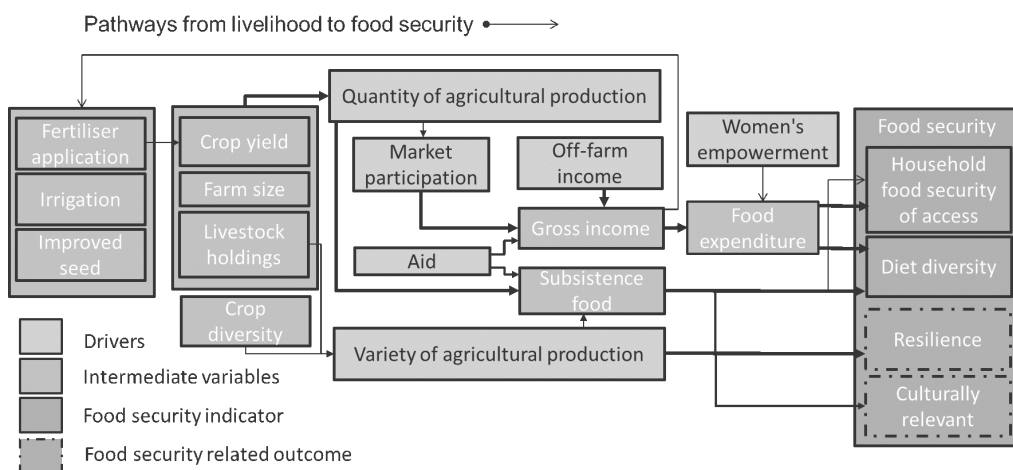 Pathways from livelihood to food security
Quantity of agricultural production
Fertiliser
application
Irrigation
Improved
seed
Crop yield
Farm size
Livestock
holdings
Crop
diversity
Market
participation
Off-farm
income
Women's
empowerment
Gross income
Food
expenditure
Aid
Subsistence
food
Variety of agricultural production
Food security
Household
food security
of access
Diet diversity
Resilience
Culturally
relevant
Drivers
Intermediate variables
Food security indicator
Food security related outcome